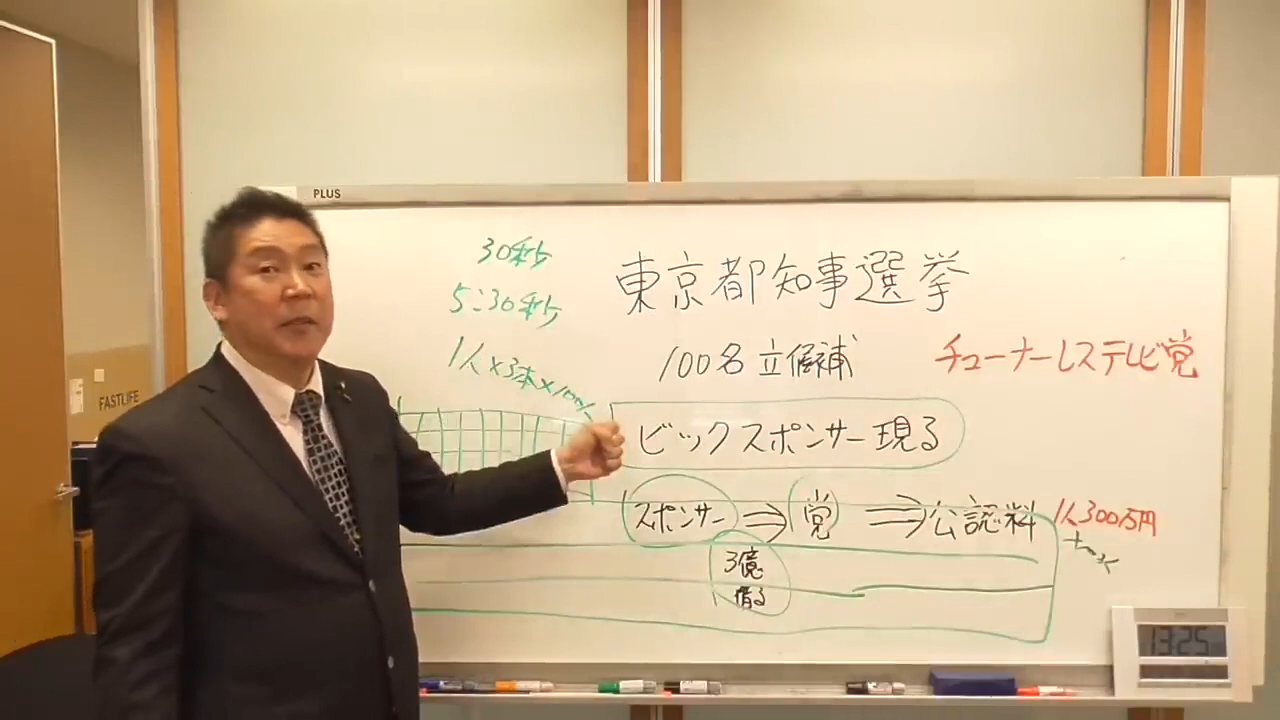 PLUS
30秒
5:30秒
1人×3本×100人
東京都知事選挙
100名立候補
チューナーレステレビ党
ビックスポンサー現る
スポンサー ⇒ 党 ⇒ 公認料 1人300万円
3億
借る
FASTLIFE
13:25